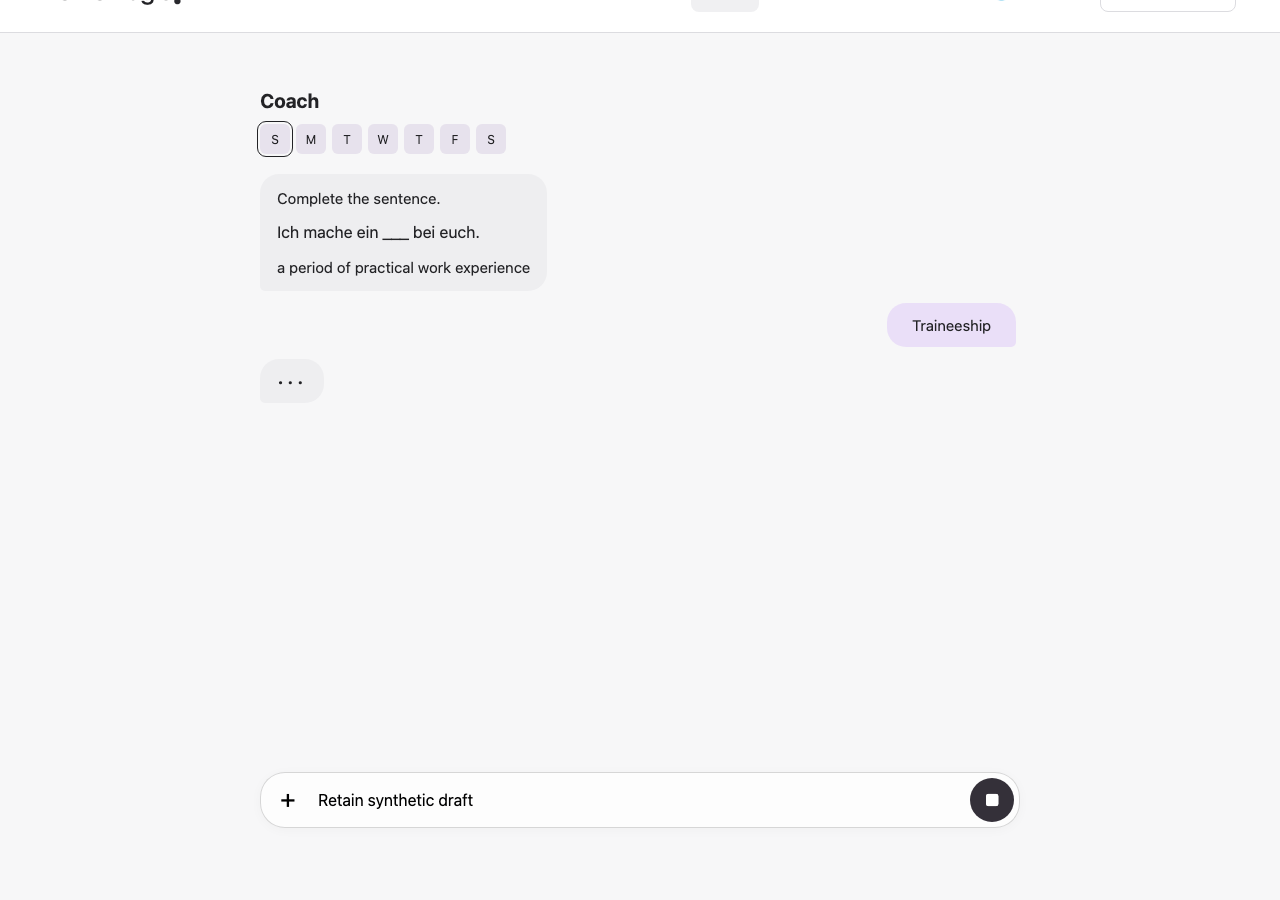 Coach
S M T W T F S
Complete the sentence.
Ich mache ein ___ bei euch.
a period of practical work experience
Traineeship
...
+ Retain synthetic draft